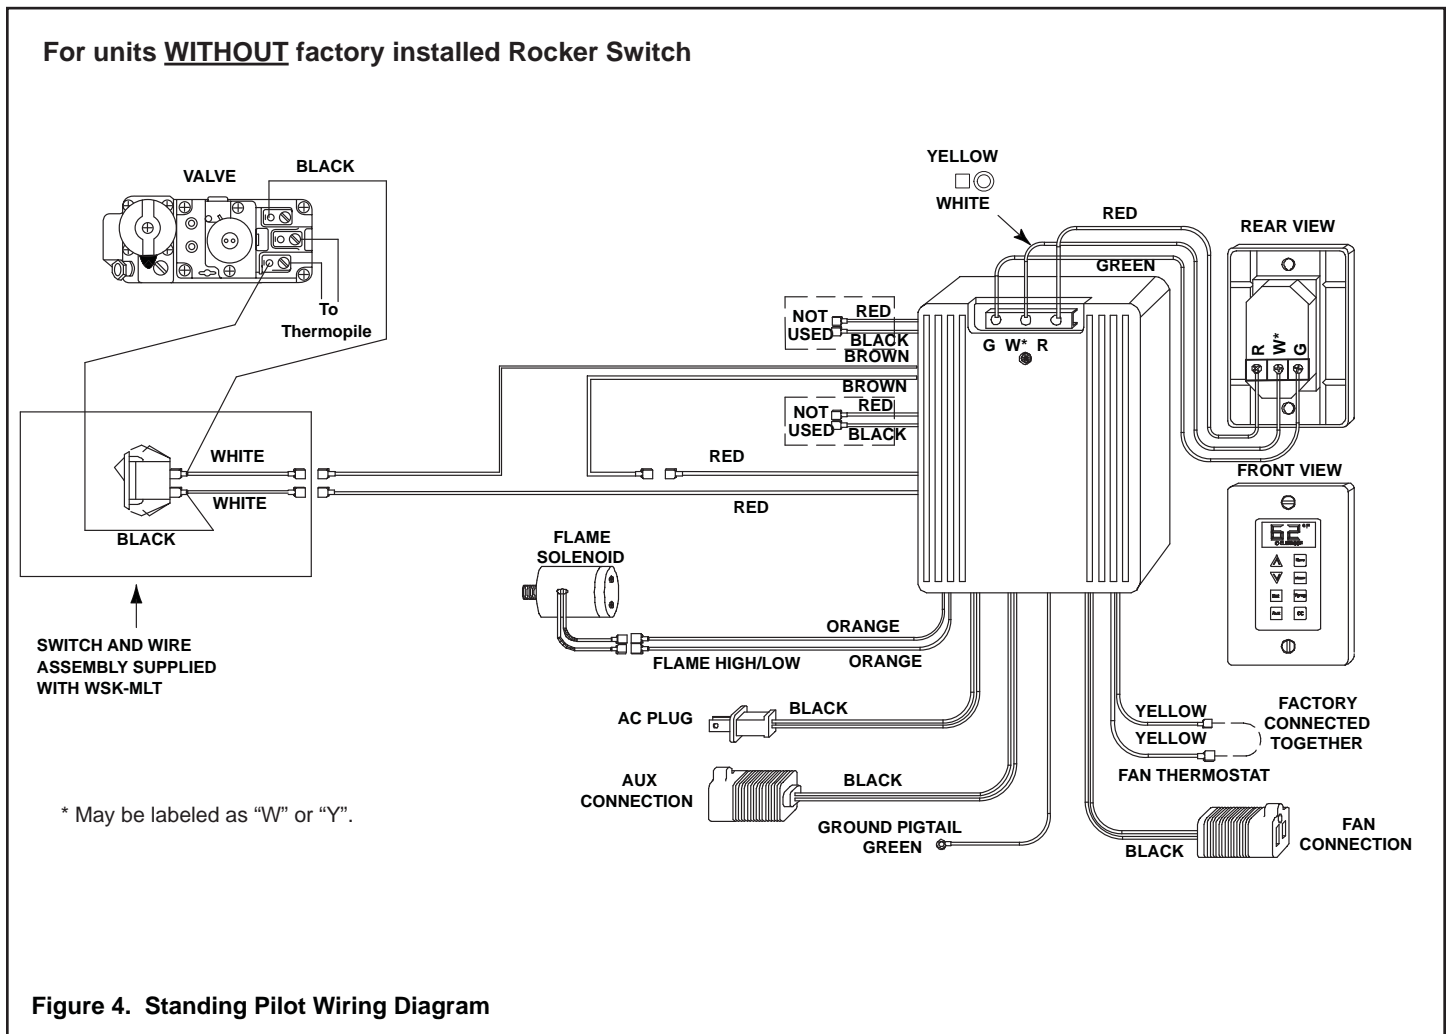 For units WITHOUT factory installed Rocker Switch
VALVE
BLACK
To
Thermopile
WHITE
WHITE
BLACK
SWITCH AND WIRE
ASSEMBLY SUPPLIED
WITH WSK-MLT
* May be labeled as “W” or “Y”.
YELLOW
WHITE
RED
GREEN
NOT
USED
RED
BLACK
BROWN
BROWN
NOT
USED
RED
BLACK
RED
RED
G W* R
REAR VIEW
R
W*
G
FRONT VIEW
62
°F
FLAME
SOLENOID
ORANGE
FLAME HIGH/LOW
ORANGE
AC PLUG
BLACK
AUX
CONNECTION
BLACK
GROUND PIGTAIL
GREEN
YELLOW
YELLOW
FACTORY
CONNECTED
TOGETHER
FAN THERMOSTAT
BLACK
FAN
CONNECTION
Figure 4. Standing Pilot Wiring Diagram